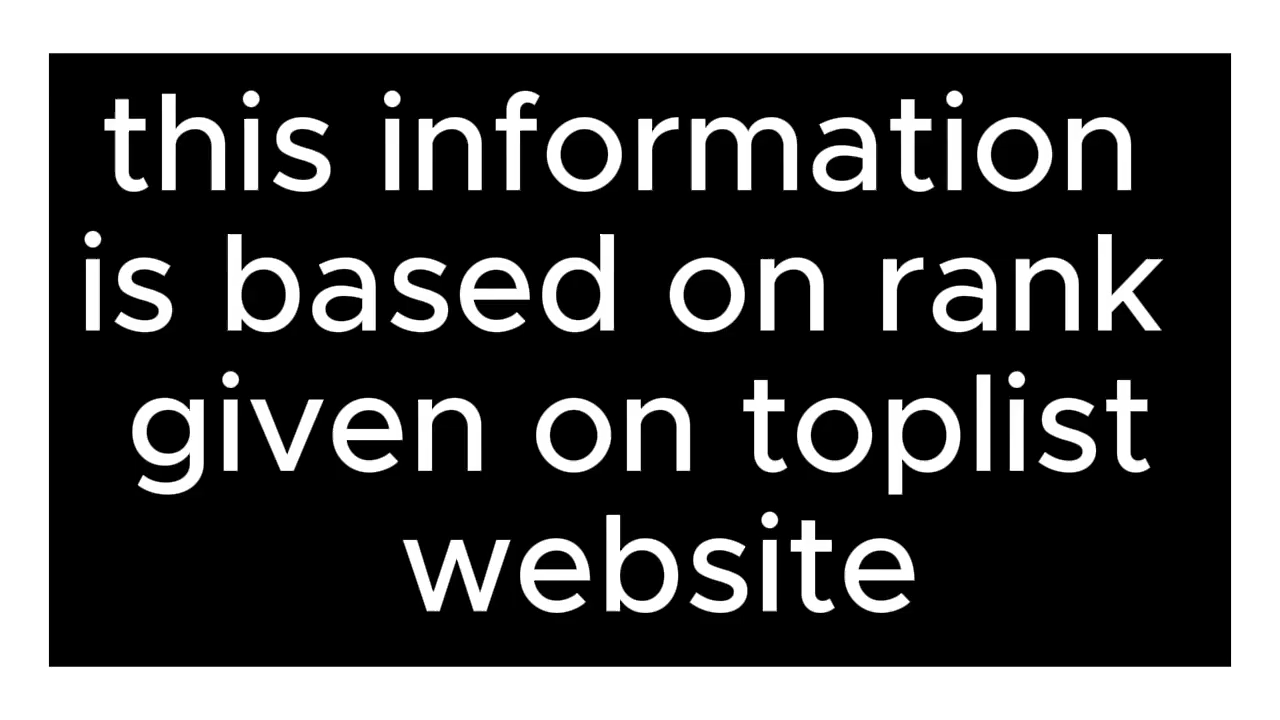 this information
is based on rank
given on toplist
website